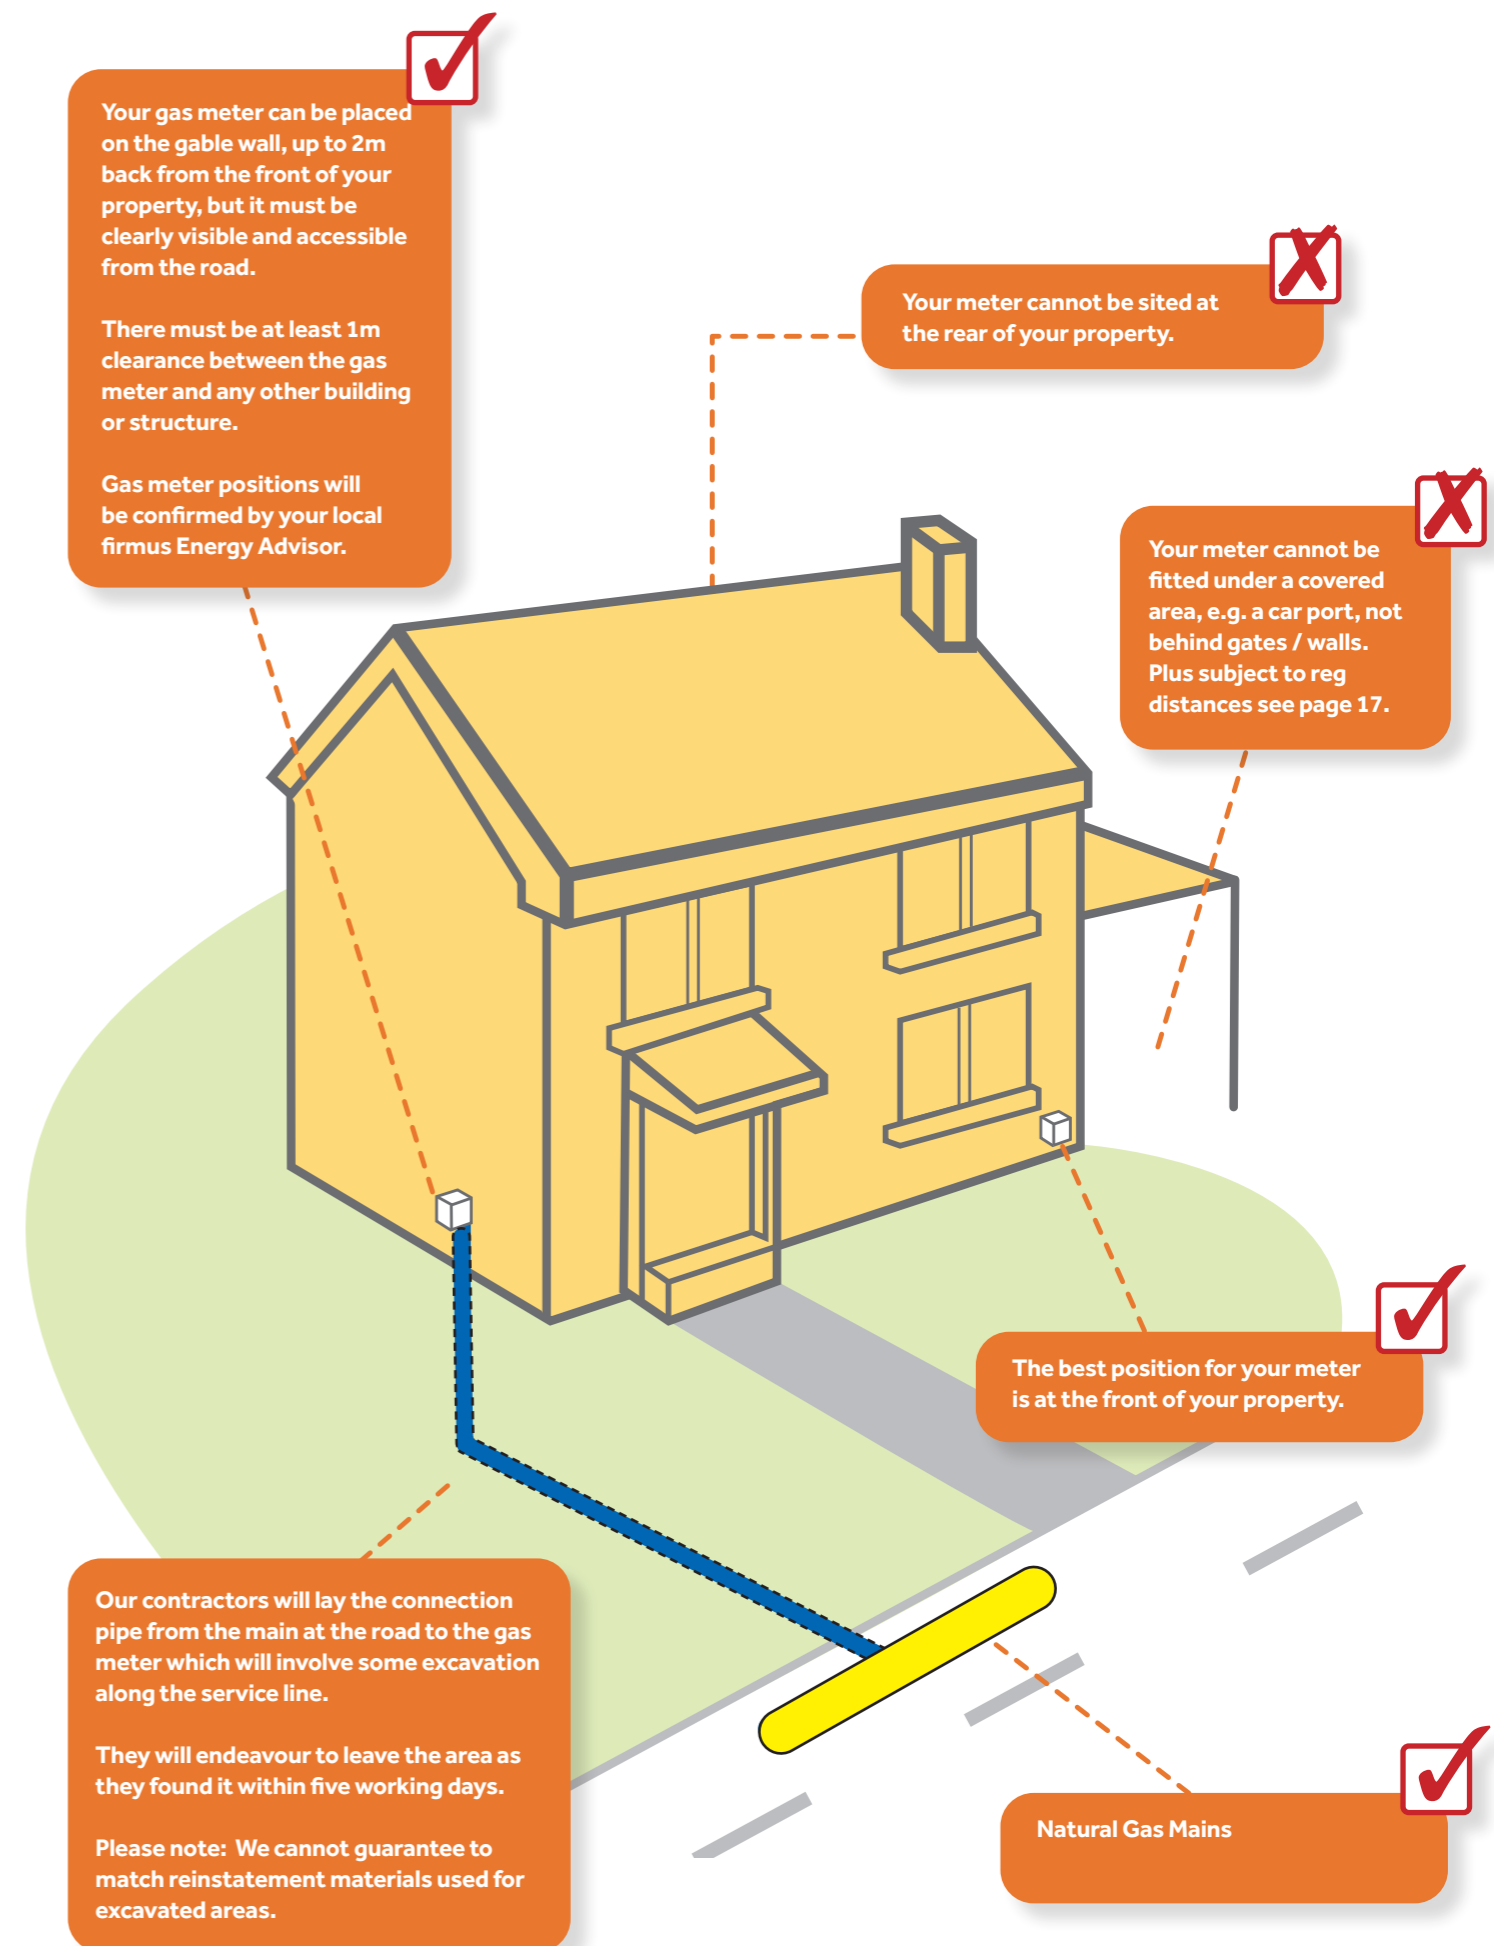 Your gas meter can be placed
on the gable wall, up to 2m
back from the front of your
property, but it must be
clearly visible and accessible
from the road.
There must be at least 1m
clearance between the gas
meter and any other building
or structure.
Gas meter positions will
be confirmed by your local
firmus Energy Advisor.
Your meter cannot be sited at
the rear of your property.
Your meter cannot be
fitted under a covered
area, e.g. a car port, not
behind gates / walls.
Plus subject to reg
distances see page 17.
The best position for your meter
is at the front of your property.
Our contractors will lay the connection
pipe from the main at the road to the gas
meter which will involve some excavation
along the service line.
They will endeavour to leave the area as
they found it within five working days.
Please note:  We cannot guarantee to
match reinstatement materials used for
excavated areas.
Natural Gas Mains